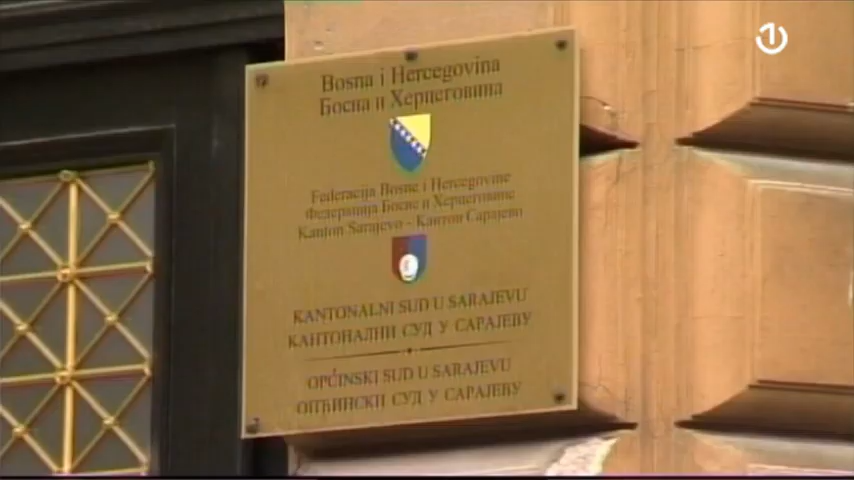 Bosna i Hercegovina
Босна и Херцеговина
Federacija Bosne i Hercegovine
Федерација Босне и Херцеговине
Kanton Sarajevo - Кантон Сарајево
KANTONALNI SUD U SARAJEVU
КАНТОНАЛНИ СУД У САРАЈЕВУ
OPĆINSKI SUD U SARAJEVU
ОПЋИНСКИ СУД У САРАЈЕВУ
1